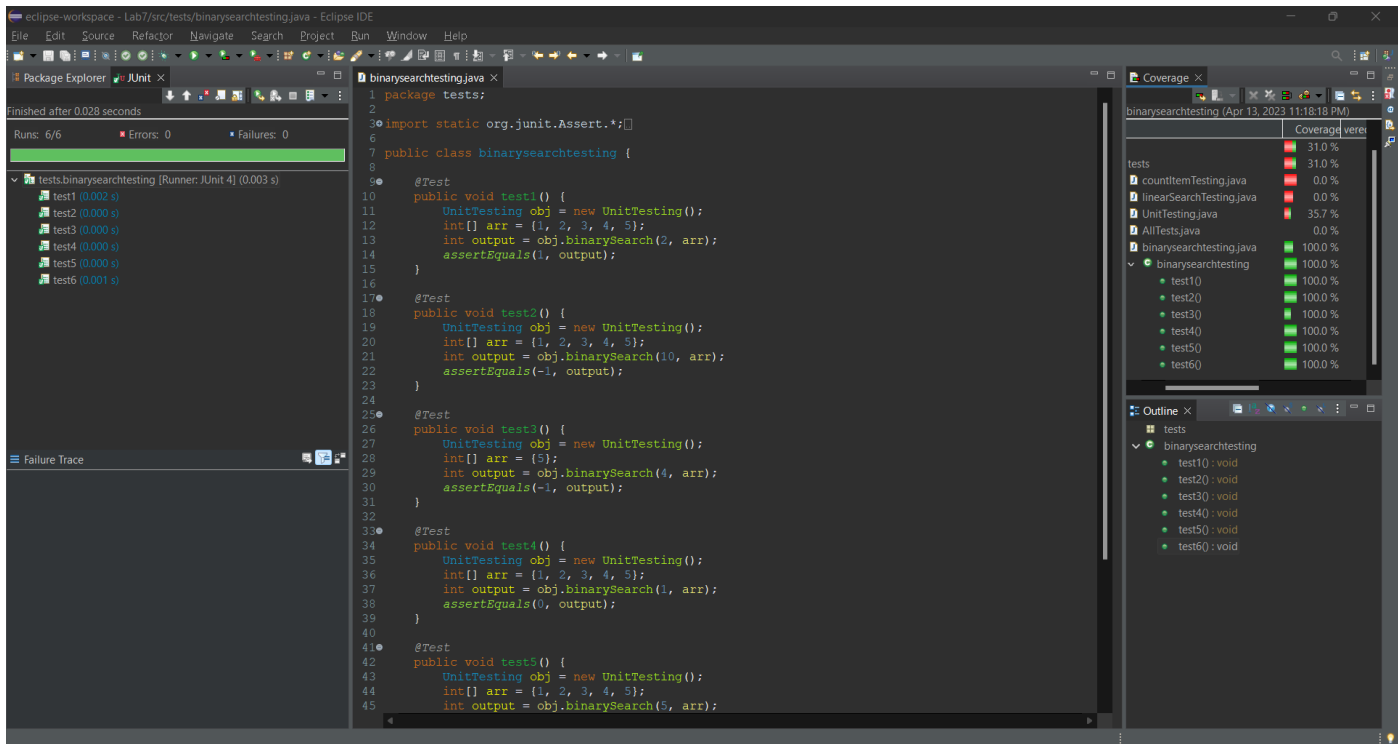 eclipse-workspace - Lab7/src/tests/binarysearchtesting.java - Eclipse IDE
File Edit Source Refactor Navigate Search Project Run Window Help
Package Explorer JUnit
Finished after 0.028 seconds
Runs: 6/6 Errors: 0 Failures: 0
tests.binarysearchtesting [Runner: JUnit 4] (0.003 s)
test1 (0.002 s)
test2 (0.000 s)
test3 (0.000 s)
test4 (0.000 s)
test5 (0.000 s)
test6 (0.001 s)
Failure Trace
binarysearchtesting.java
1 package tests;
2
3 import static org.junit.Assert.*;
6
7 public class binarysearchtesting {
8
9 @Test
10 public void test1() {
11 UnitTesting obj = new UnitTesting();
12 int[] arr = {1, 2, 3, 4, 5};
13 int output = obj.binarySearch(2, arr);
14 assertEquals(1, output);
15 }
16
17 @Test
18 public void test2() {
19 UnitTesting obj = new UnitTesting();
20 int[] arr = {1, 2, 3, 4, 5};
21 int output = obj.binarySearch(10, arr);
22 assertEquals(-1, output);
23 }
24
25 @Test
26 public void test3() {
27 UnitTesting obj = new UnitTesting();
28 int[] arr = {5};
29 int output = obj.binarySearch(4, arr);
30 assertEquals(-1, output);
31 }
32
33 @Test
34 public void test4() {
35 UnitTesting obj = new UnitTesting();
36 int[] arr = {1, 2, 3, 4, 5};
37 int output = obj.binarySearch(1, arr);
38 assertEquals(0, output);
39 }
40
41 @Test
42 public void test5() {
43 UnitTesting obj = new UnitTesting();
44 int[] arr = {1, 2, 3, 4, 5};
45 int output = obj.binarySearch(5, arr);
Coverage
binarysearchtesting (Apr 13, 2023 11:18:18 PM)
Coverage vered
31.0 %
tests 31.0 %
countItemTesting.java 0.0 %
linearSearchTesting.java 0.0 %
UnitTesting.java 35.7 %
AllTests.java 0.0 %
binarysearchtesting.java 100.0 %
binarysearchtesting 100.0 %
test1() 100.0 %
test2() 100.0 %
test3() 100.0 %
test4() 100.0 %
test5() 100.0 %
test6() 100.0 %
Outline
tests
binarysearchtesting
test1() : void
test2() : void
test3() : void
test4() : void
test5() : void
test6() : void